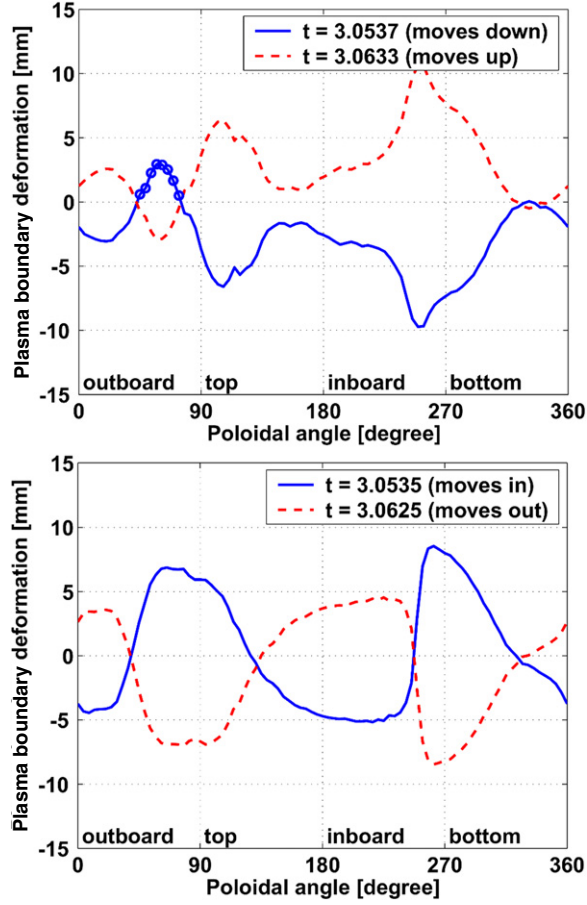 Plasma boundary deformation [mm]
t = 3.0537 (moves down)
t = 3.0633 (moves up)
15
10
5
0
-5
-10
-15
outboard top inboard bottom
0 90 180 270 360
Poloidal angle [degree]
Plasma boundary deformation [mm]
t = 3.0535 (moves in)
t = 3.0625 (moves out)
15
10
5
0
-5
-10
-15
outboard top inboard bottom
0 90 180 270 360
Poloidal angle [degree]